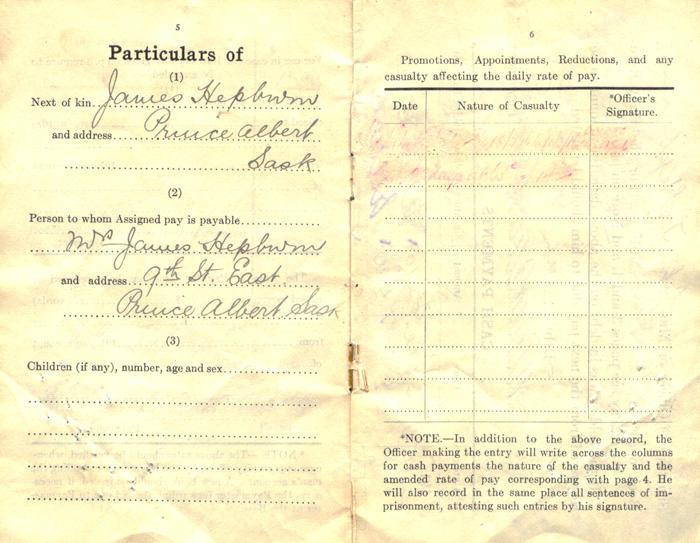 5
Particulars of
(1)
Next of kin. James Hepburn
and address Prince Albert
Sask
(2)
Person to whom Assigned pay is payable
Mrs James Hepburn
and address 9th St. East
Prince Albert Sask
(3)
Children (if any), number, age and sex
6
Promotions, Appointments, Reductions, and any
casualty affecting the daily rate of pay.
Date Nature of Casualty *Officer's
Signature.
*NOTE.—In addition to the above record, the
Officer making the entry will write across the columns
for cash payments the nature of the casualty and the
amended rate of pay corresponding with page 4. He
will also record in the same place all sentences of im-
prisonment, attesting such entries by his signature.